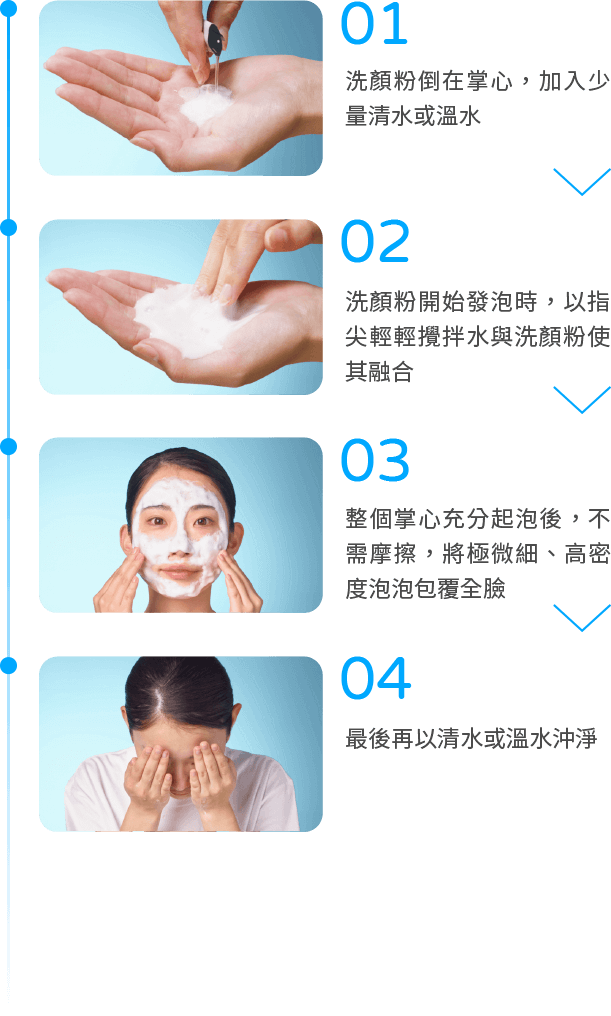 01
洗顏粉倒在掌心，加入少
量清水或溫水
02
洗顏粉開始發泡時，以指
尖輕輕攪拌水與洗顏粉使
其融合
03
整個掌心充分起泡後，不
需摩擦，將極微細、高密
度泡泡包覆全臉
04
最後再以清水或溫水沖淨